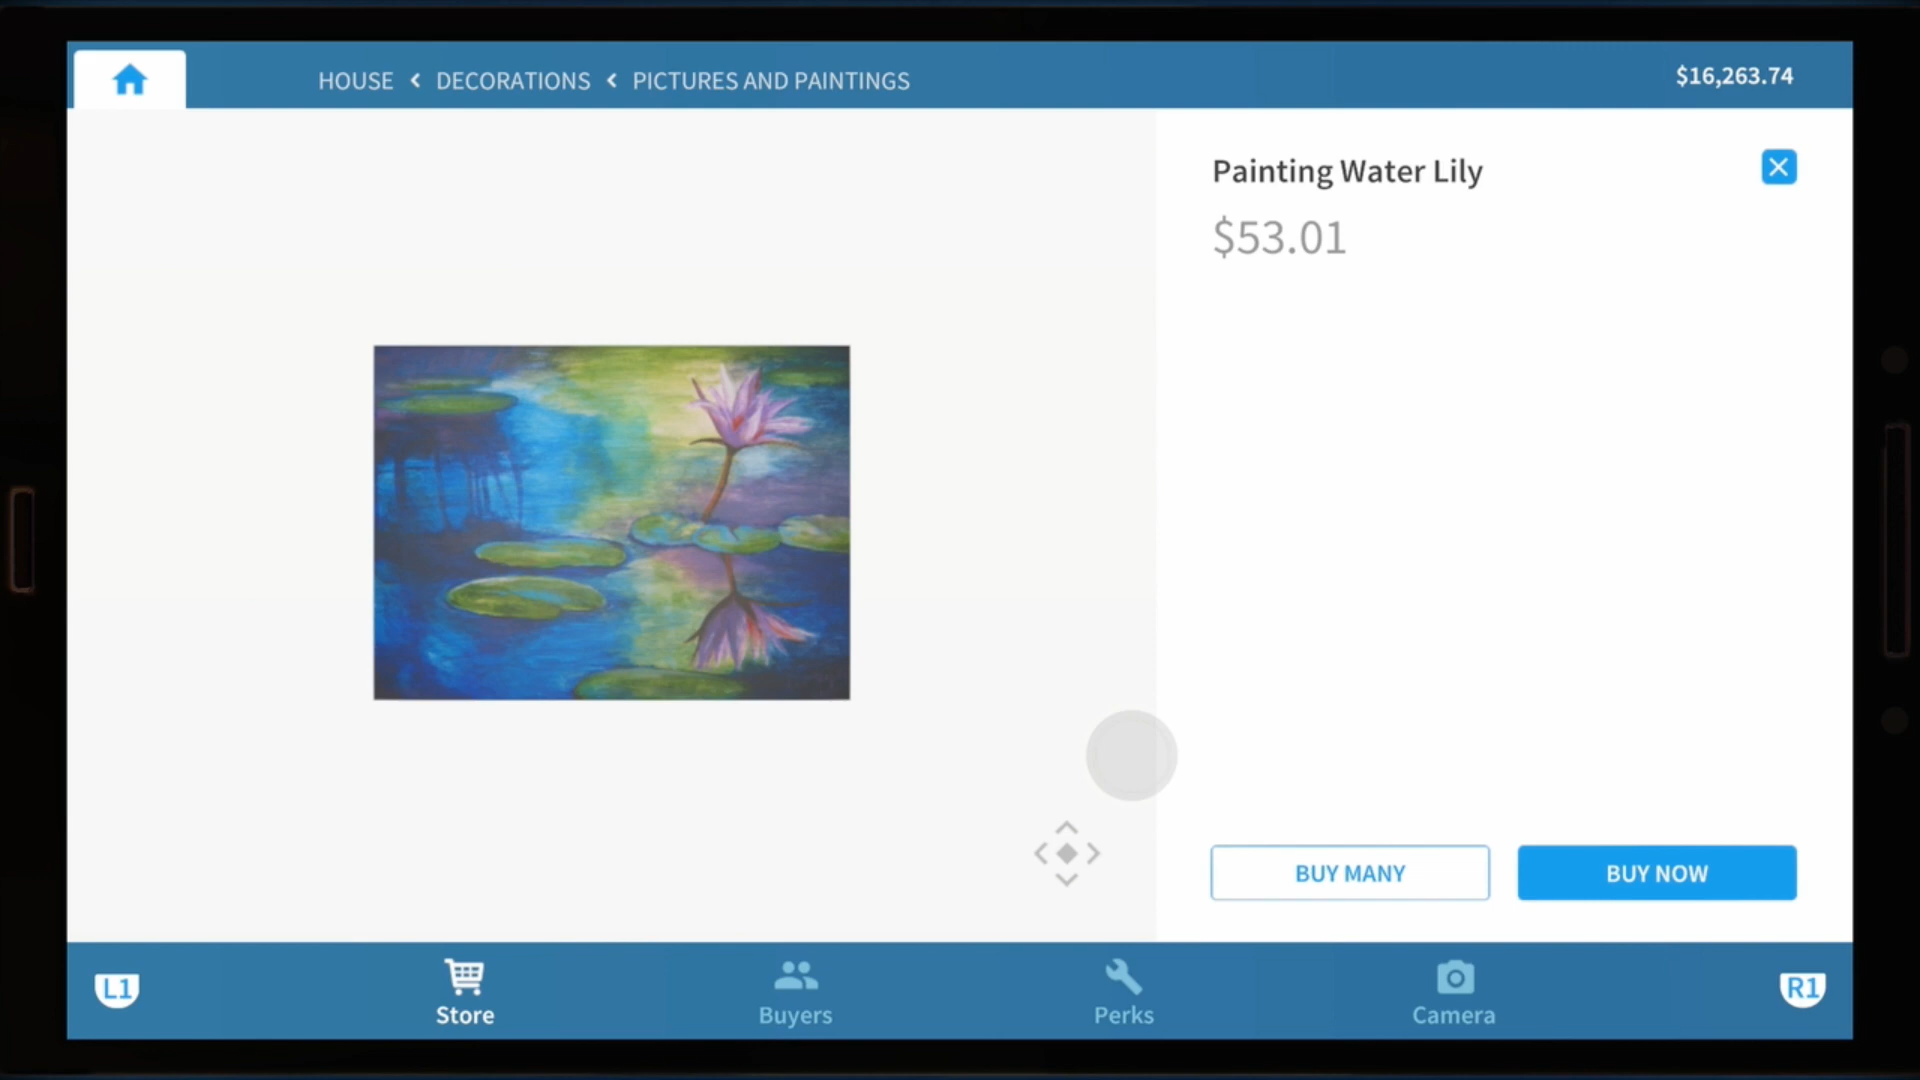 HOUSE < DECORATIONS < PICTURES AND PAINTINGS
$16,263.74
Painting Water Lily
$53.01
BUY MANY
BUY NOW
L1
Store
Buyers
Perks
Camera
R1